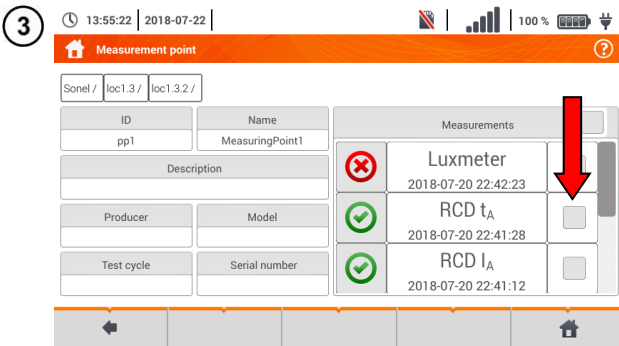 3
13:55:22 2018-07-22 100 %
Measurement point ?
Sonel / loc1.3 / loc1.3.2 /
ID Name
pp1 MeasuringPoint1
Description
Producer Model
Test cycle Serial number
Measurements
Luxmeter
2018-07-20 22:42:23
RCD tA
2018-07-20 22:41:28
RCD IA
2018-07-20 22:41:12